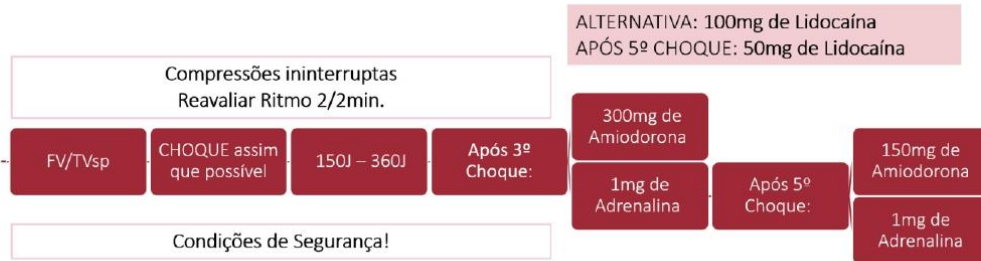 ALTERNATIVA: 100mg de Lidocaína
APÓS 5º CHOQUE: 50mg de Lidocaína
Compressões ininterruptas
Reavaliar Ritmo 2/2min.
FV/TVsp
CHOQUE assim
que possível
150J – 360J
Após 3º
Choque:
300mg de
Amiodorona
1mg de
Adrenalina
Após 5º
Choque:
150mg de
Amiodorona
1mg de
Adrenalina
Condições de Segurança!